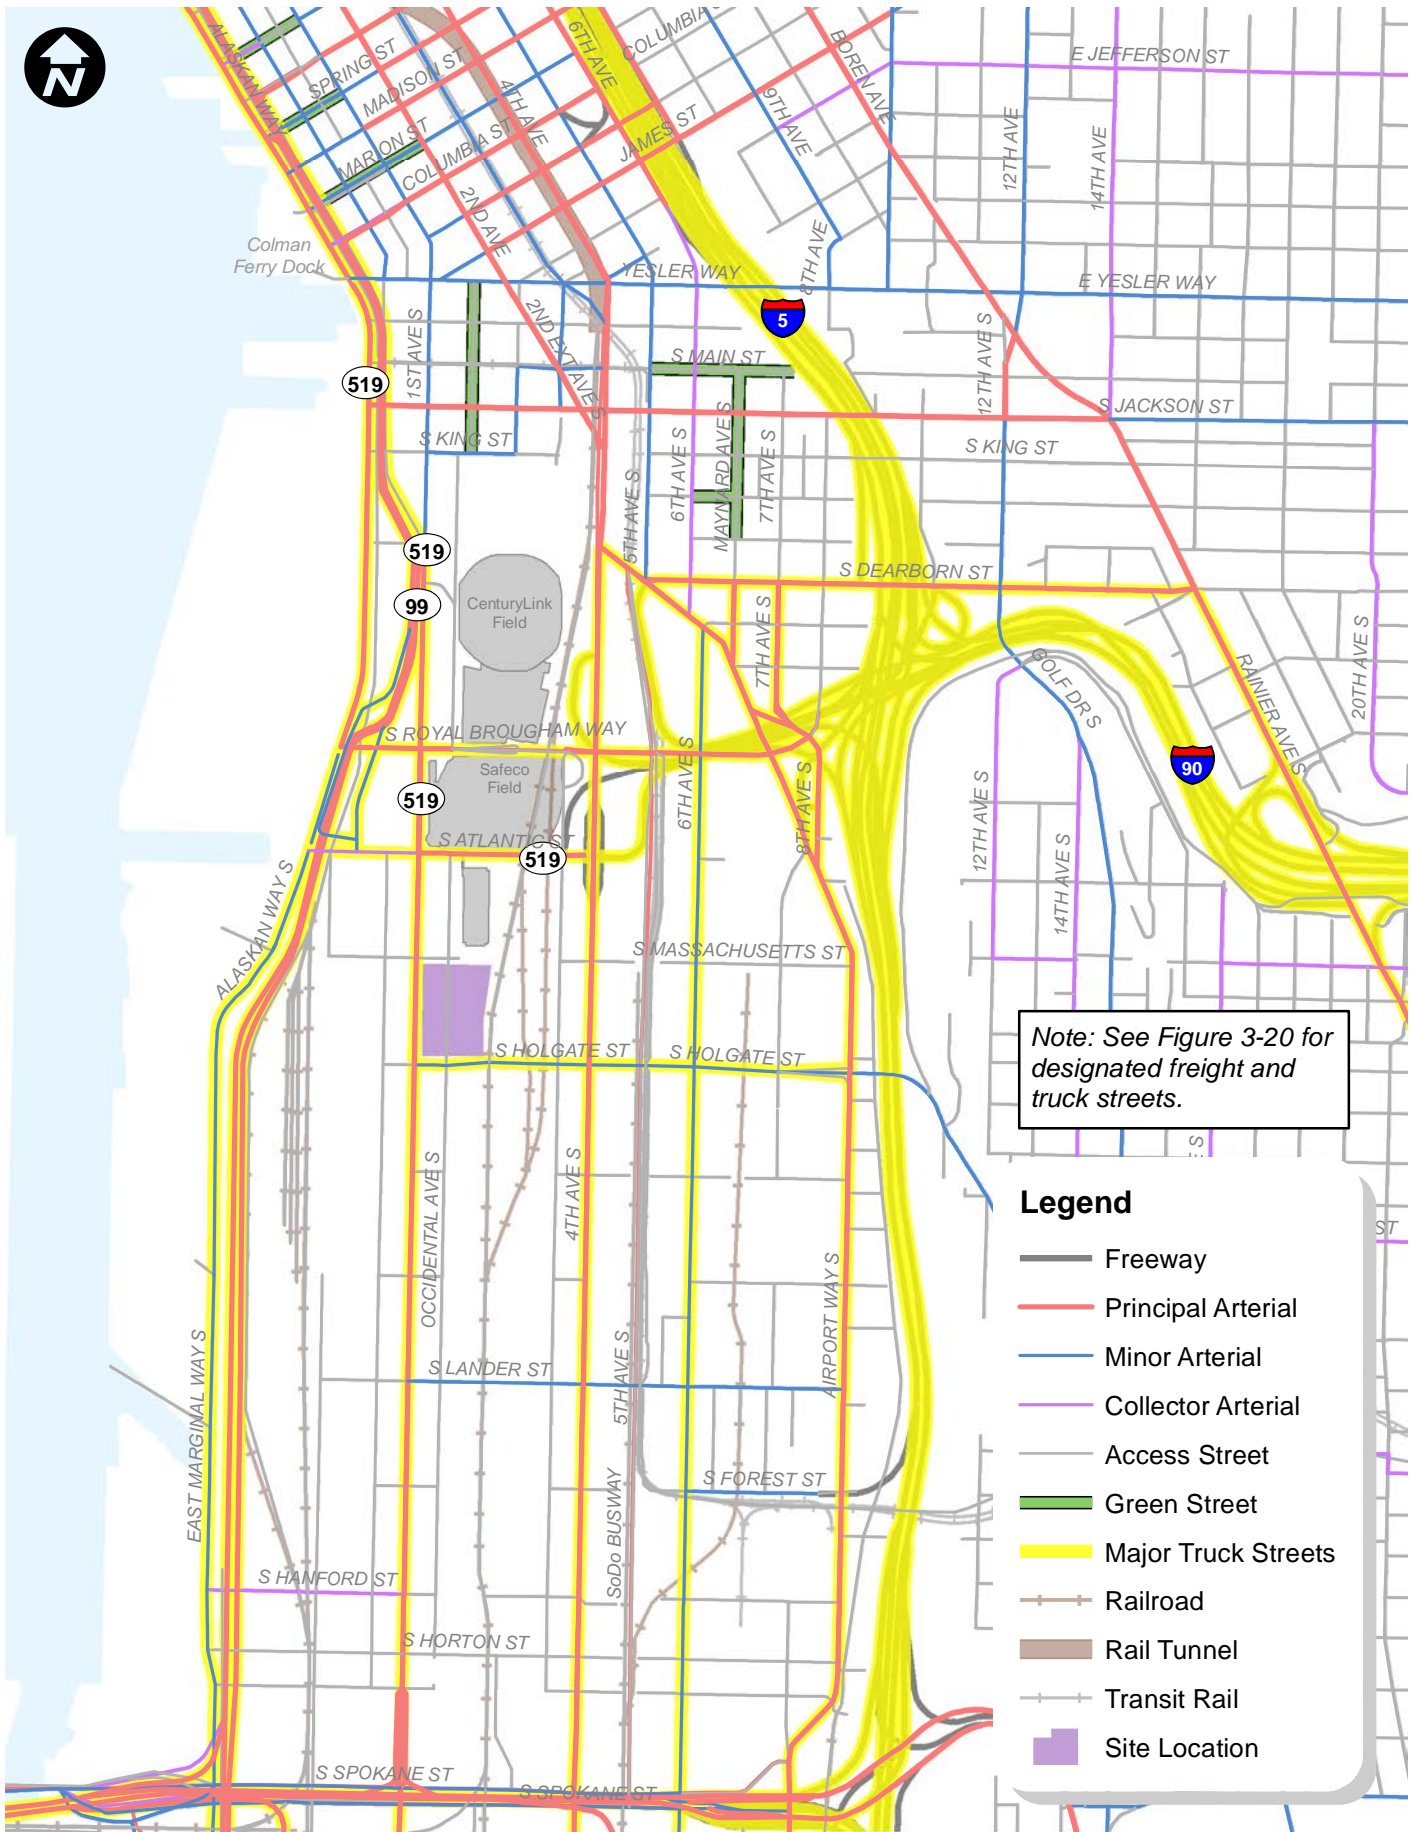 N
ALASKAN WAY
SPRING ST
MADISON ST
MARION ST
COLUMBIA ST
4TH AVE
2ND AVE
6TH AVE
COLUMBIA
JAMES ST
9TH AVE
BOREN AVE
E JEFFERSON ST
12TH AVE
14TH AVE
8TH AVE
Colman
Ferry Dock
YESLER WAY
E YESLER WAY
5
1ST AVE S
2ND EXT AVE S
S MAIN ST
12TH AVE S
519
S JACKSON ST
S KING ST
S KING ST
5TH AVE S
6TH AVE S
MAYNARD AVE S
7TH AVE S
519
S DEARBORN ST
99
CenturyLink
Field
7TH AVE S
GOLF DR S
RAINIER AVE S
20TH AVE S
S ROYAL BROUGHAM WAY
6TH AVE S
8TH AVE S
90
Safeco
Field
519
12TH AVE S
S ATLANTIC ST
519
14TH AVE S
ALASKAN WAY S
S MASSACHUSETTS ST
S HOLGATE ST
S HOLGATE ST
Note: See Figure 3-20 for
designated freight and
truck streets.
E S
OCCIDENTAL AVE S
4TH AVE S
AIRPORT WAY S
ST
EAST MARGINAL WAY S
S LANDER ST
5TH AVE S
S FOREST ST
SoDo BUSWAY
S HANFORD ST
S HORTON ST
S SPOKANE ST
S SPOKANE ST
Legend
Freeway
Principal Arterial
Minor Arterial
Collector Arterial
Access Street
Green Street
Major Truck Streets
Railroad
Rail Tunnel
Transit Rail
Site Location